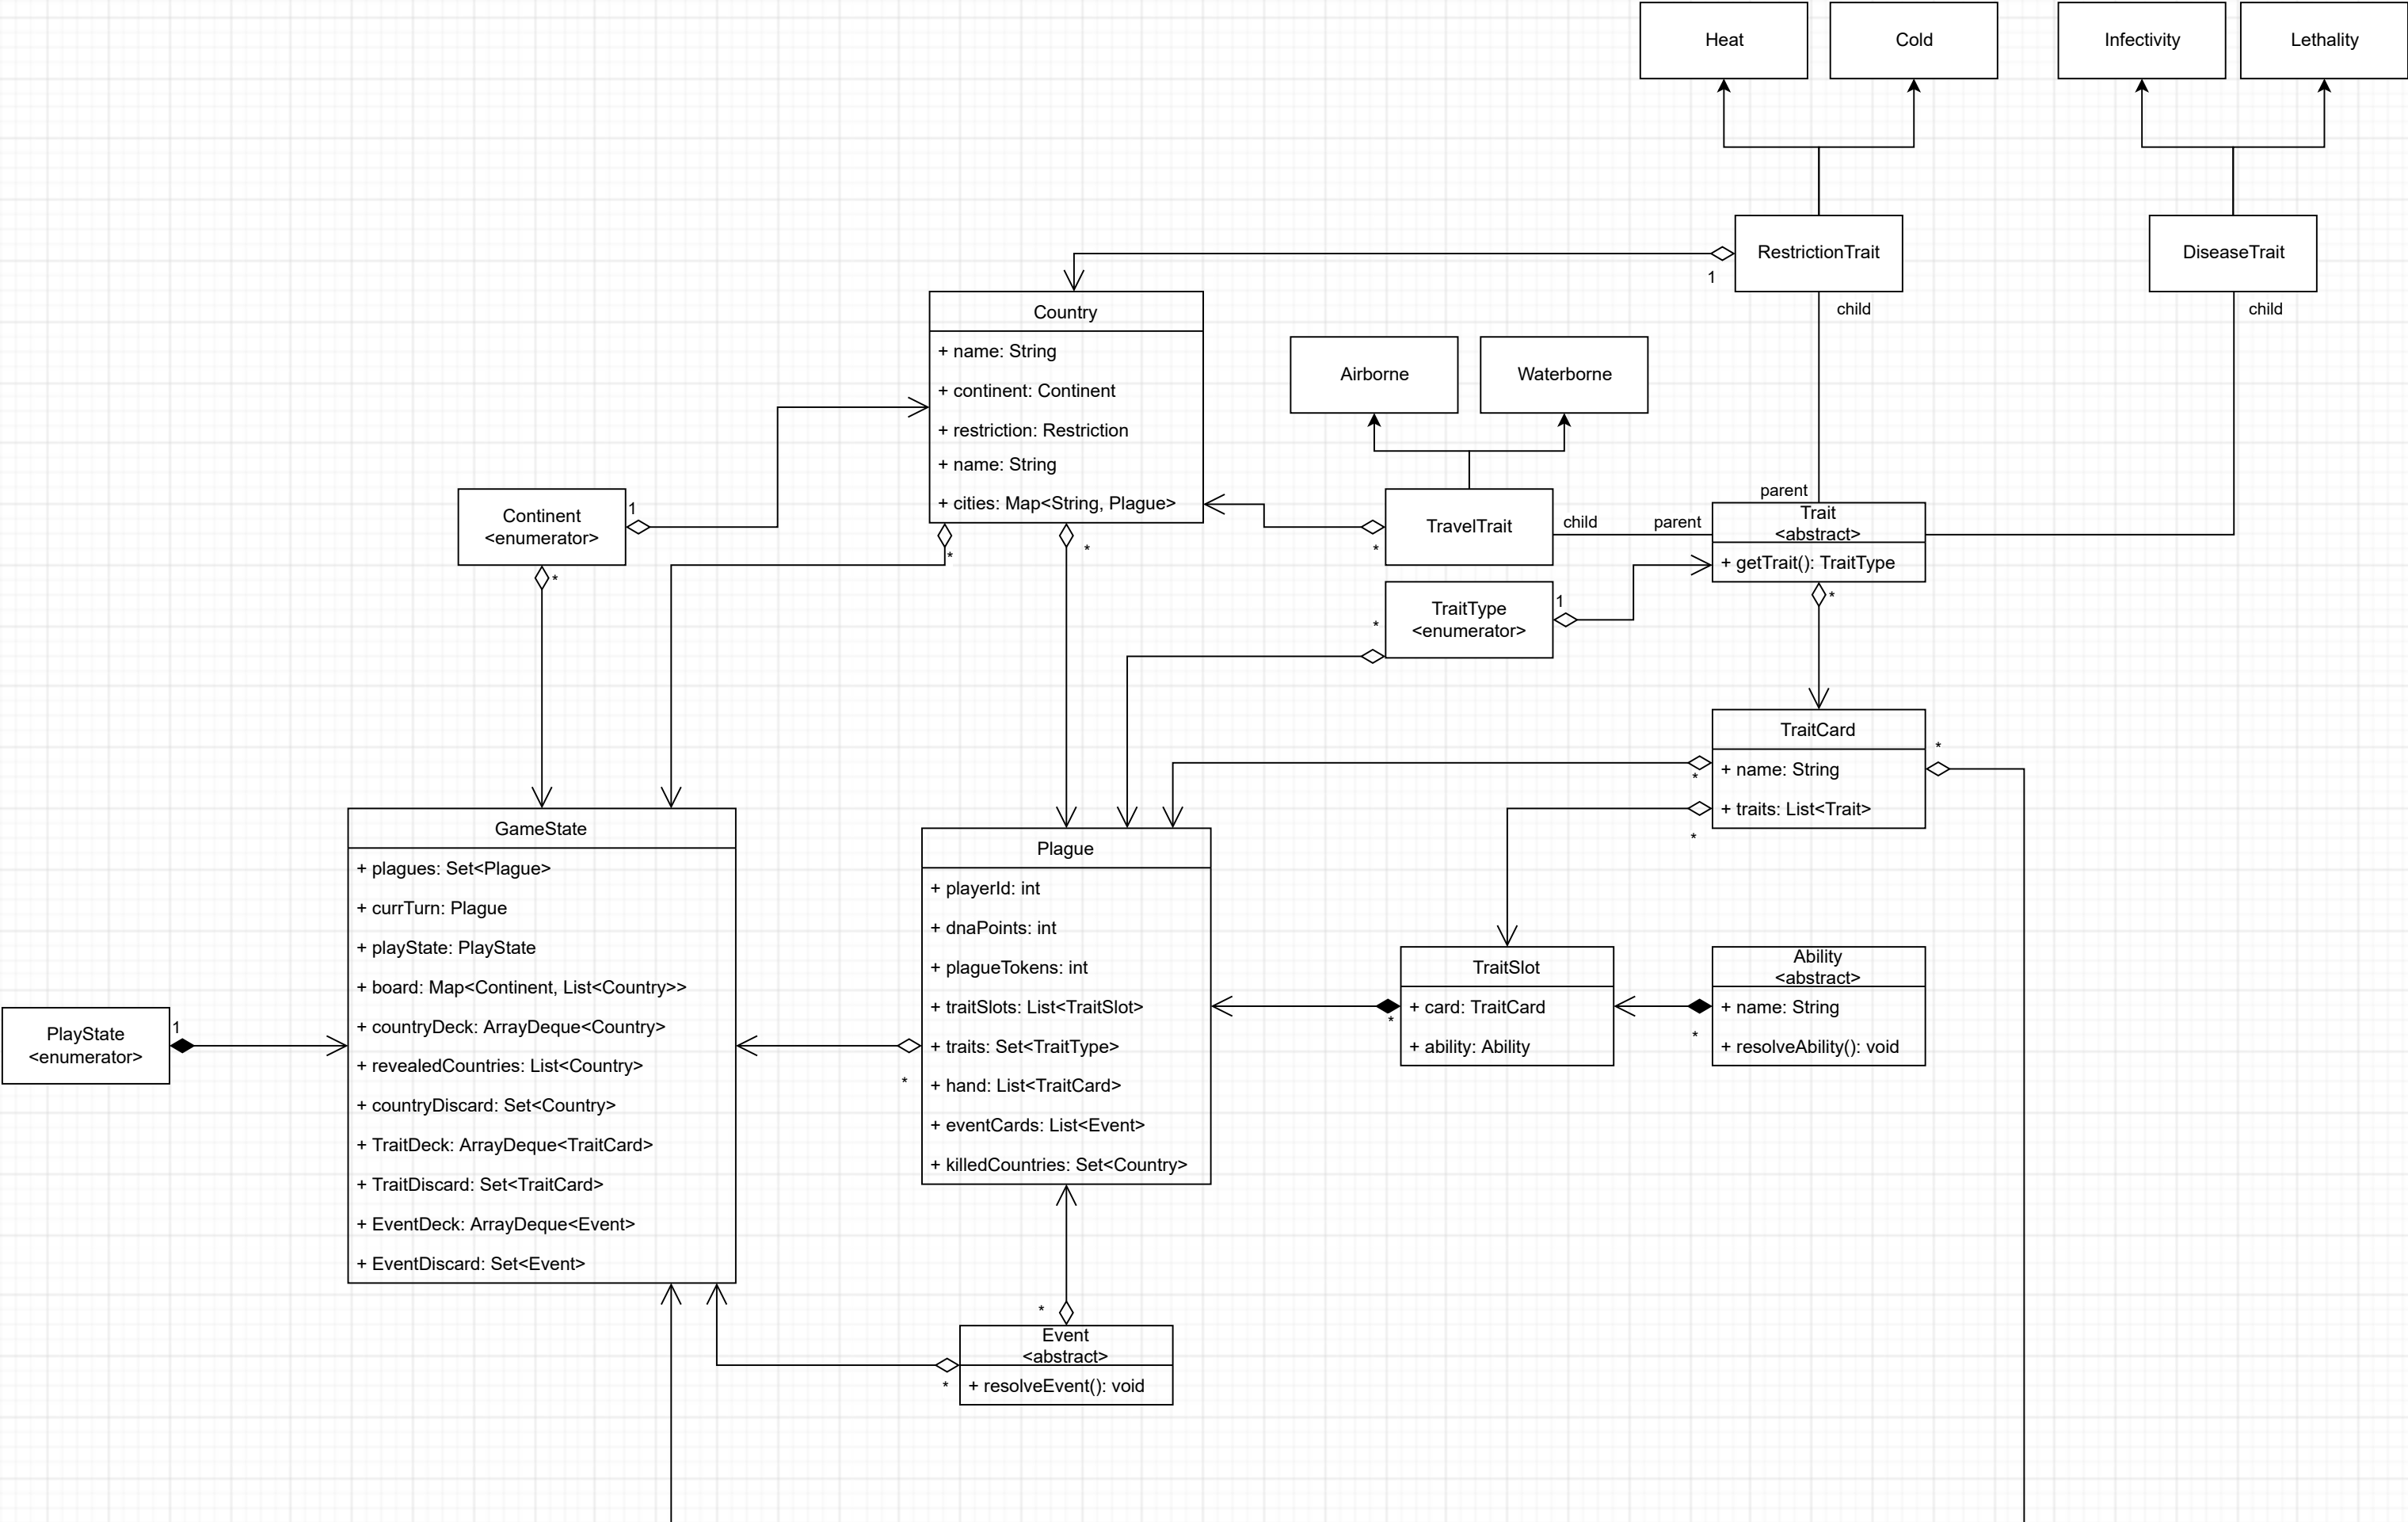 Heat
Cold
Infectivity
Lethality
RestrictionTrait
DiseaseTrait
1
child
child
Country
+ name: String
+ continent: Continent
+ restriction: Restriction
+ name: String
+ cities: Map<String, Plague>
*
*
Airborne
Waterborne
Continent
<enumerator>
1
*
TravelTrait
*
child
parent
parent
Trait
<abstract>
+ getTrait(): TraitType
*
TraitType
<enumerator>
1
*
TraitCard
+ name: String
+ traits: List<Trait>
*
*
*
GameState
+ plagues: Set<Plague>
+ currTurn: Plague
+ playState: PlayState
+ board: Map<Continent, List<Country>>
+ countryDeck: ArrayDeque<Country>
+ revealedCountries: List<Country>
+ countryDiscard: Set<Country>
+ TraitDeck: ArrayDeque<TraitCard>
+ TraitDiscard: Set<TraitCard>
+ EventDeck: ArrayDeque<Event>
+ EventDiscard: Set<Event>
Plague
+ playerId: int
+ dnaPoints: int
+ plagueTokens: int
+ traitSlots: List<TraitSlot>
+ traits: Set<TraitType>
+ hand: List<TraitCard>
+ eventCards: List<Event>
+ killedCountries: Set<Country>
*
TraitSlot
+ card: TraitCard
+ ability: Ability
*
Ability
<abstract>
+ name: String
+ resolveAbility(): void
*
PlayState
<enumerator>
1
*
Event
<abstract>
+ resolveEvent(): void
*